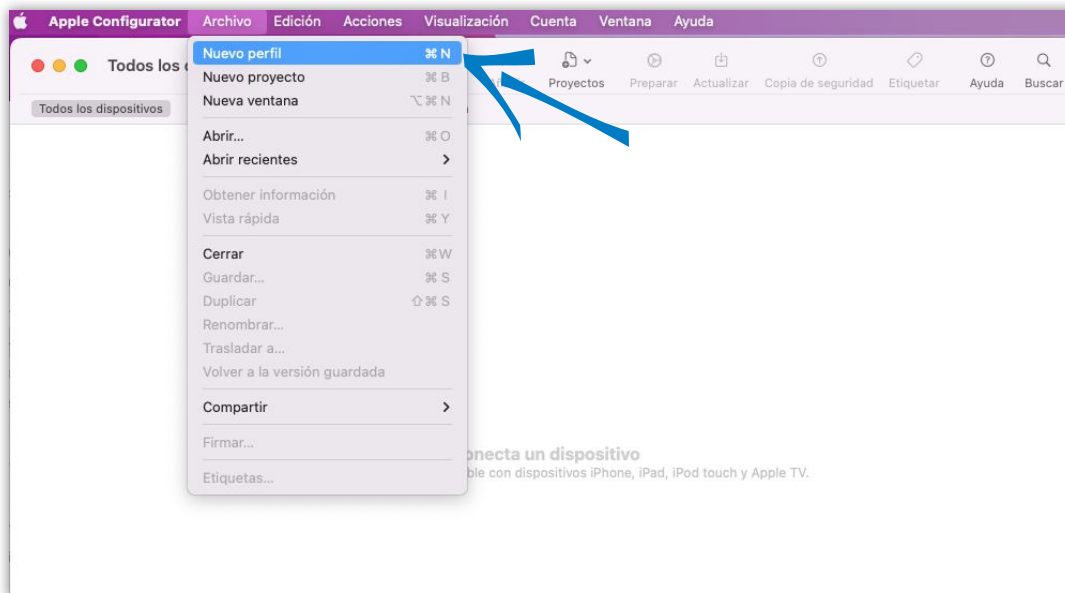 Apple Configurator Archivo Edición Acciones Visualización Cuenta Ventana Ayuda
Todos los
Proyectos Preparar Actualizar Copia de seguridad Etiquetar Ayuda Buscar
Todos los dispositivos
Nuevo perfil ⌘ N
Nuevo proyecto ⌘ B
Nueva ventana ⌥ ⌘ N
Abrir... ⌘ O
Abrir recientes >
Obtener información ⌘ I
Vista rápida ⌘ Y
Cerrar ⌘ W
Guardar... ⌘ S
Duplicar ⇧ ⌘ S
Renombrar...
Trasladar a...
Volver a la versión guardada
Compartir >
Firmar...
Etiquetas...
onecta un dispositivo
ble con dispositivos iPhone, iPad, iPod touch y Apple TV.